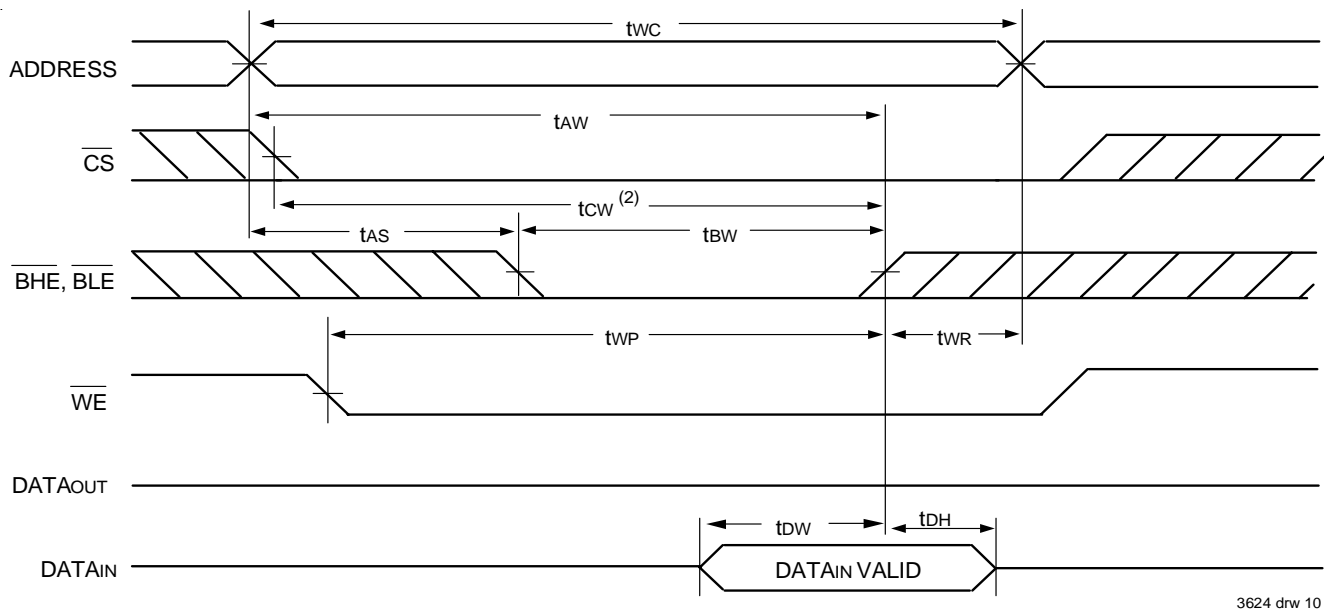 tWC
ADDRESS
tAW
CS
tCW (2)
tAS tBW
BHE, BLE
tWP tWR
WE
DATAOUT
tDW tDH
DATAIN DATAIN VALID
3624 drw 10